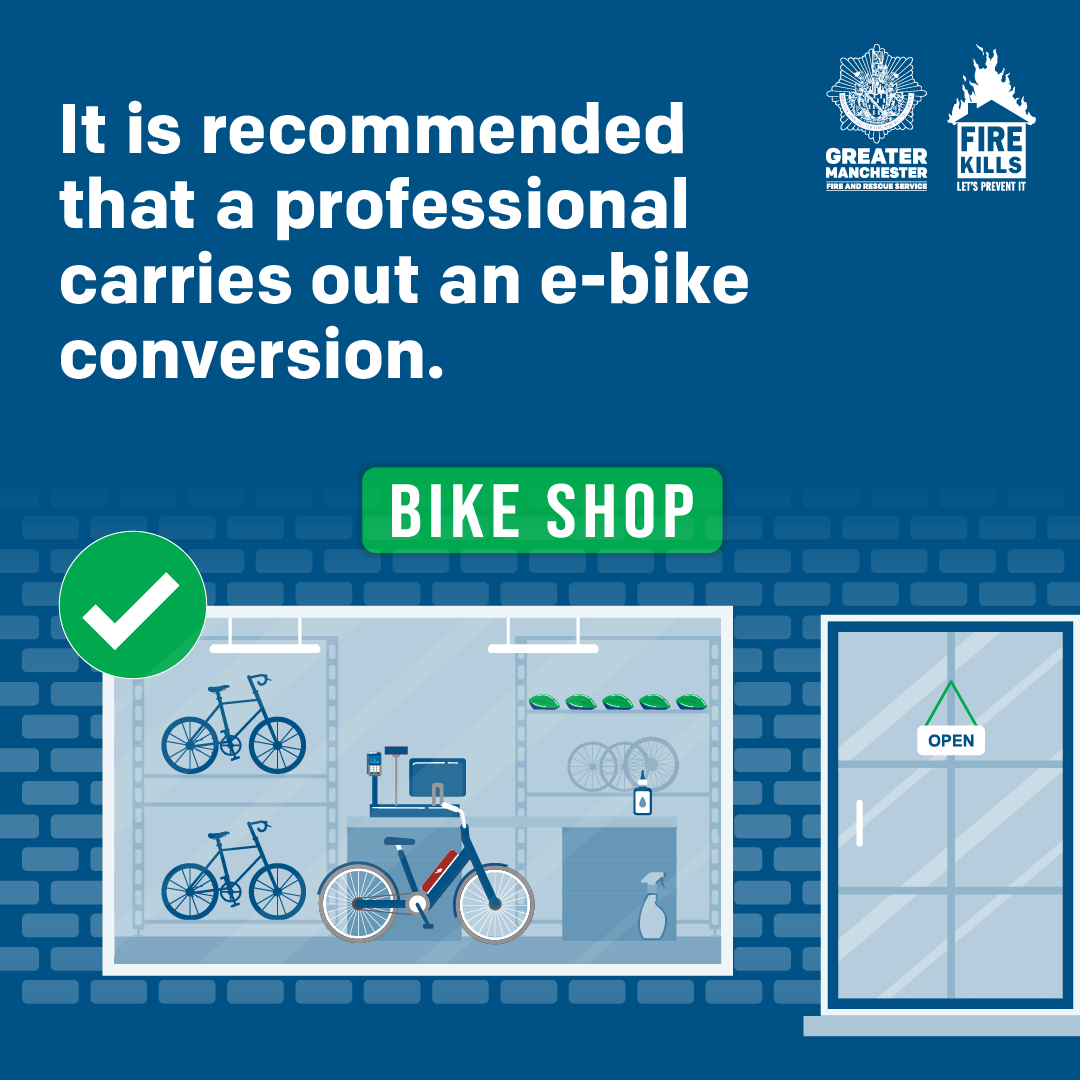 It is recommended
that a professional
carries out an e-bike
conversion.
GREATER
MANCHESTER
FIRE AND RESCUE SERVICE
FIRE
KILLS
LET'S PREVENT IT
BIKE SHOP
OPEN